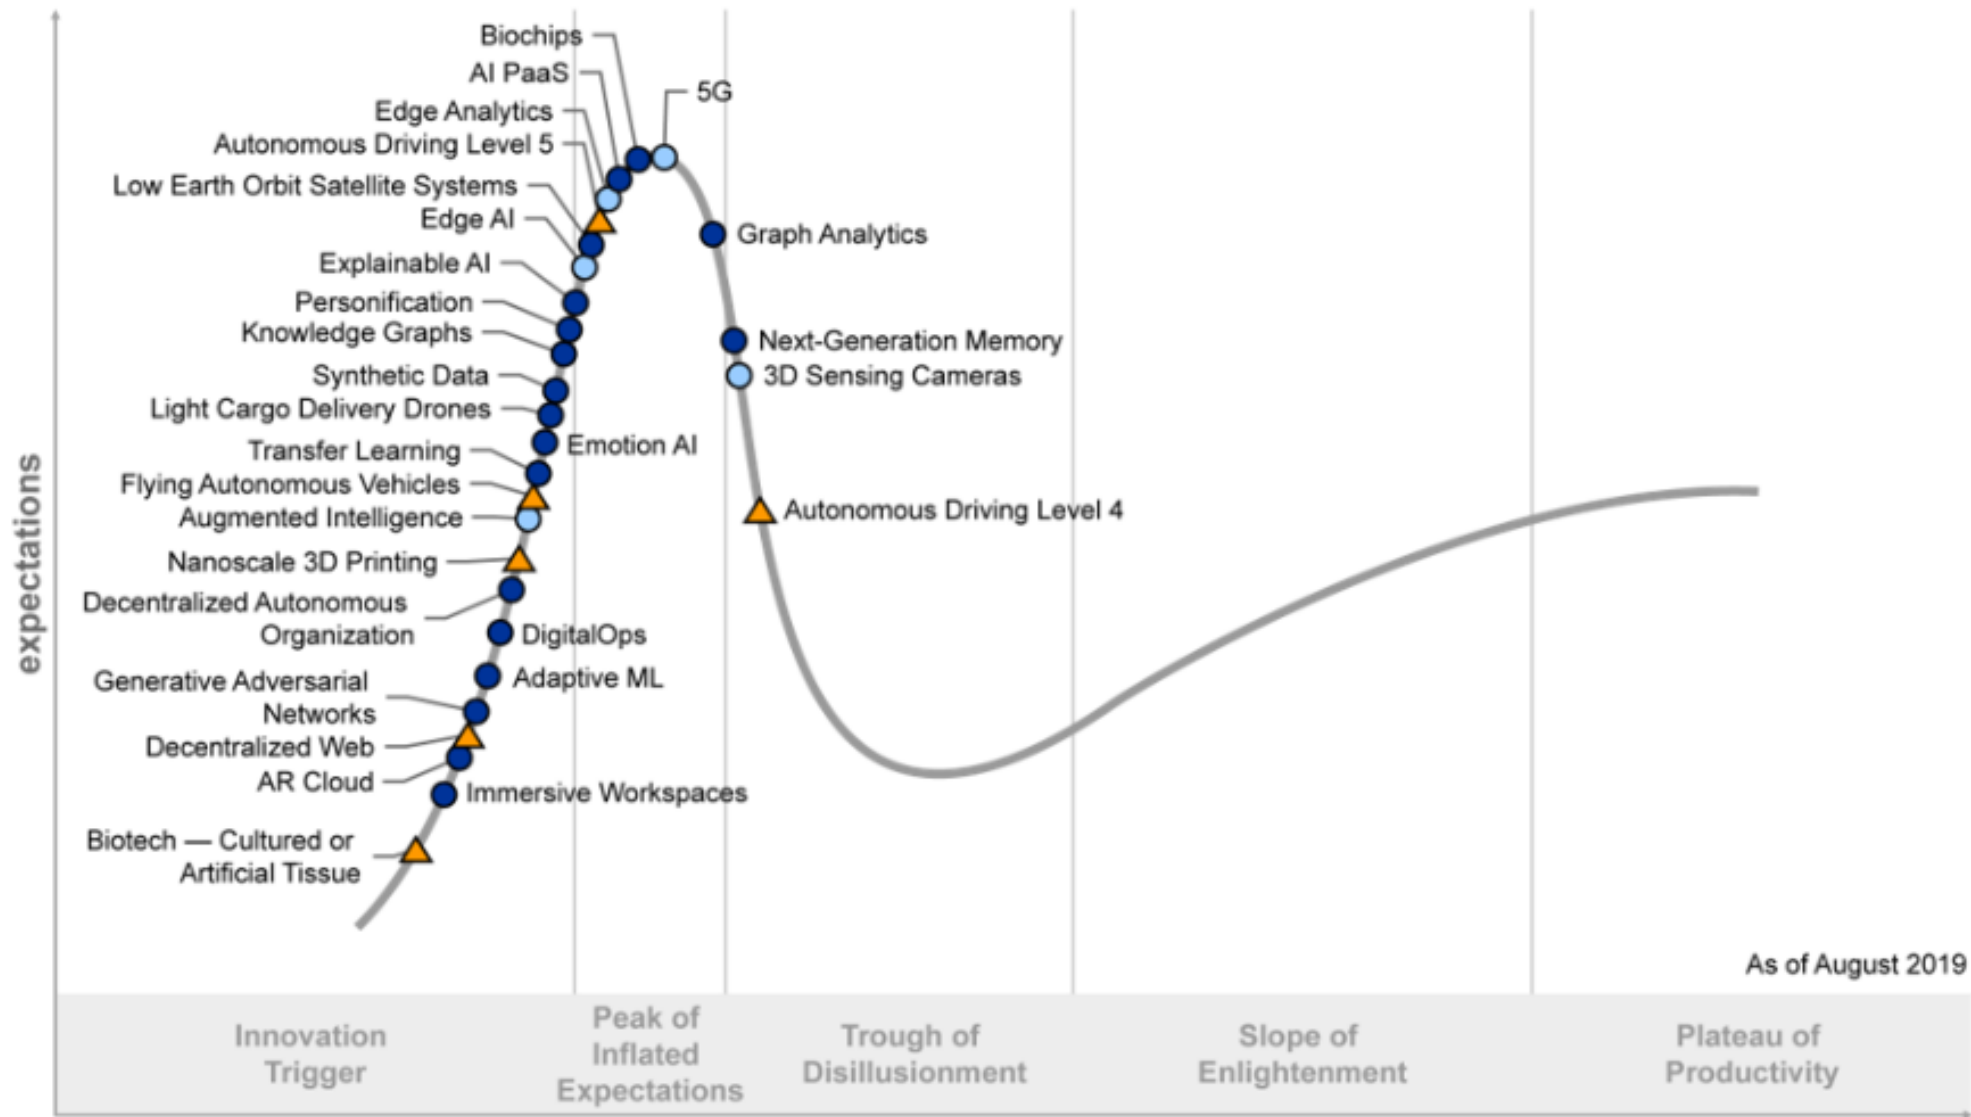 Biochips
AI PaaS
5G
Edge Analytics
Autonomous Driving Level 5
Low Earth Orbit Satellite Systems
Edge AI
Graph Analytics
Explainable AI
Personification
Knowledge Graphs
Next-Generation Memory
Synthetic Data
3D Sensing Cameras
Light Cargo Delivery Drones
Emotion AI
Transfer Learning
Flying Autonomous Vehicles
Autonomous Driving Level 4
Augmented Intelligence
Nanoscale 3D Printing
Decentralized Autonomous
Organization
DigitalOps
Generative Adversarial
Networks
Adaptive ML
Decentralized Web
AR Cloud
Immersive Workspaces
Biotech — Cultured or
Artificial Tissue
expectations
As of August 2019
Innovation
Trigger
Peak of
Inflated
Expectations
Trough of
Disillusionment
Slope of
Enlightenment
Plateau of
Productivity